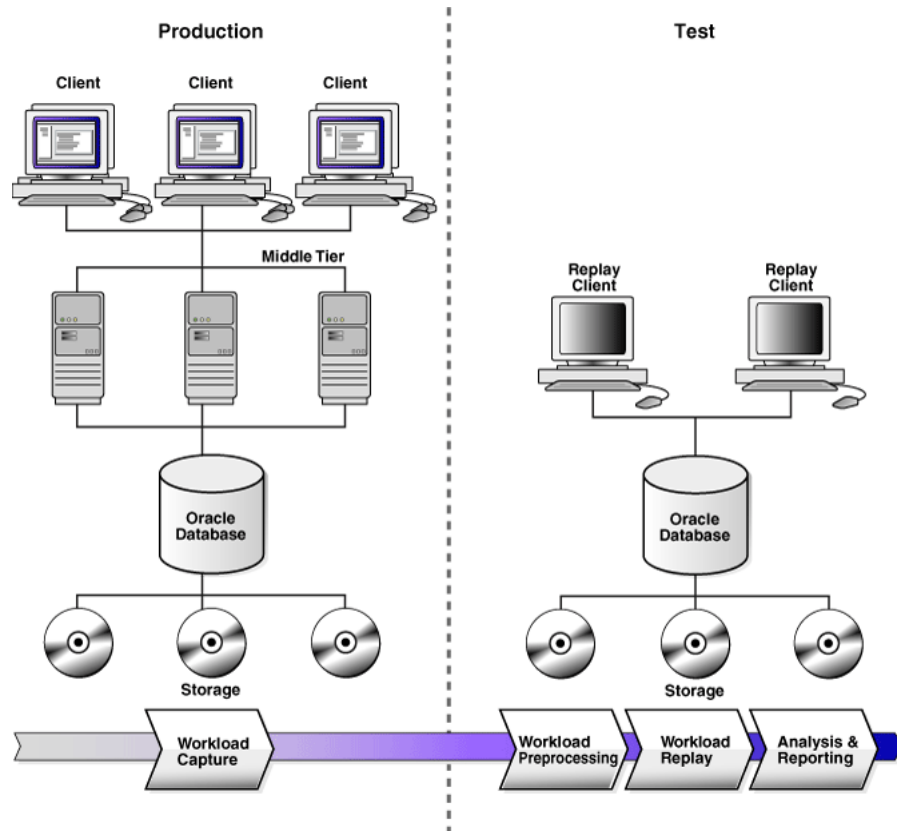 Production
Test
Client
Client
Client
Middle Tier
Replay
Client
Replay
Client
Oracle
Database
Oracle
Database
Storage
Storage
Workload
Capture
Workload
Preprocessing
Workload
Replay
Analysis &
Reporting